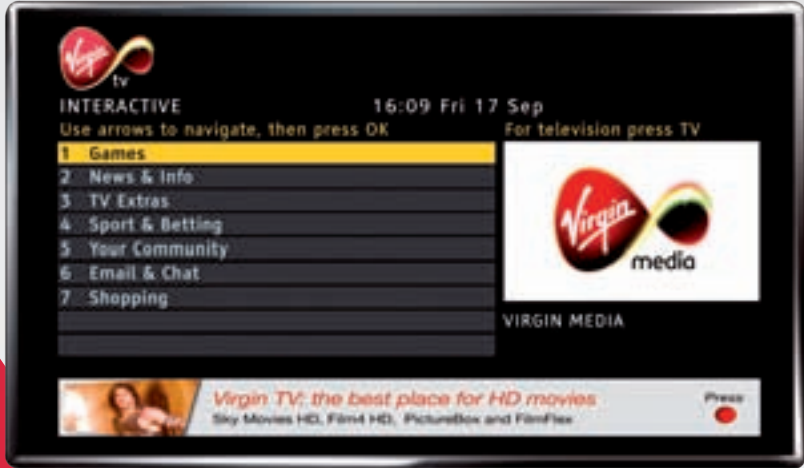 Virgin
tv
INTERACTIVE 16:09 Fri 17 Sep
Use arrows to navigate, then press OK For television press TV
1 Games
2 News & Info
3 TV Extras
4 Sport & Betting
5 Your Community
6 Email & Chat
7 Shopping
Virgin
media
VIRGIN MEDIA
Virgin TV: the best place for HD movies
Sky Movies HD, Film4 HD, PictureBox and FilmFlex
Press